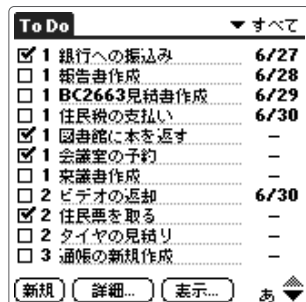 To Do ▼ すべて
☑ 1 銀行への振込み 6/27
☐ 1 報告書作成 6/28
☐ 1 BC2663見積書作成 6/29
☐ 1 住民税の支払い 6/30
☑ 1 図書館に本を返す –
☑ 1 会議室の予約 –
☐ 1 稟議書作成 –
☐ 2 ビデオの返却 6/30
☑ 2 住民票を取る –
☐ 2 タイヤの見積り –
☐ 3 通帳の新規作成 –
新規 詳細... 表示... あ